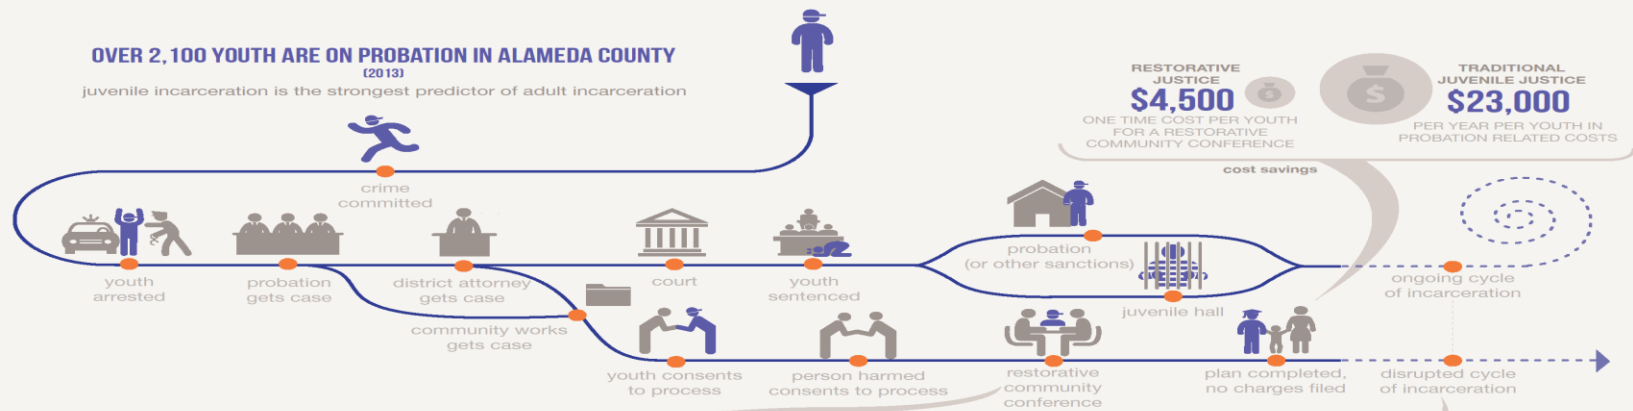 OVER 2,100 YOUTH ARE ON PROBATION IN ALAMEDA COUNTY
(2013)
juvenile incarceration is the strongest predictor of adult incarceration
RESTORATIVE
JUSTICE
$4,500
ONE TIME COST PER YOUTH
FOR A RESTORATIVE
COMMUNITY CONFERENCE
$
$
TRADITIONAL
JUVENILE JUSTICE
$23,000
PER YEAR PER YOUTH IN
PROBATION RELATED COSTS
cost savings
crime
committed
youth
arrested
probation
gets case
district attorney
gets case
court
youth
sentenced
probation
(or other sanctions)
juvenile hall
ongoing cycle
of incarceration
community works
gets case
youth consents
to process
person harmed
consents to process
restorative
community
conference
plan completed,
no charges filed
disrupted cycle
of incarceration